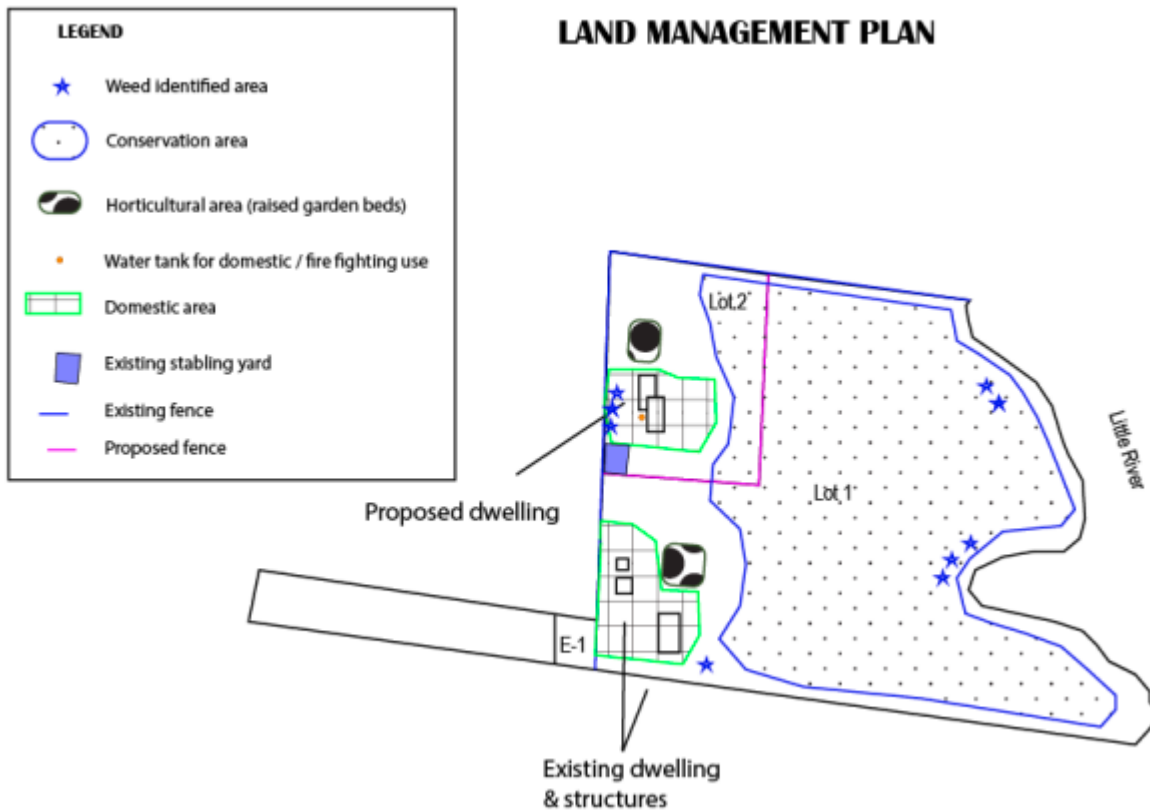 LEGEND
Weed identified area
Conservation area
Horticultural area (raised garden beds)
Water tank for domestic / fire fighting use
Domestic area
Existing stabling yard
Existing fence
Proposed fence
LAND MANAGEMENT PLAN
Lot 2
Little River
Lot 1
Proposed dwelling
E-1
Existing dwelling
& structures